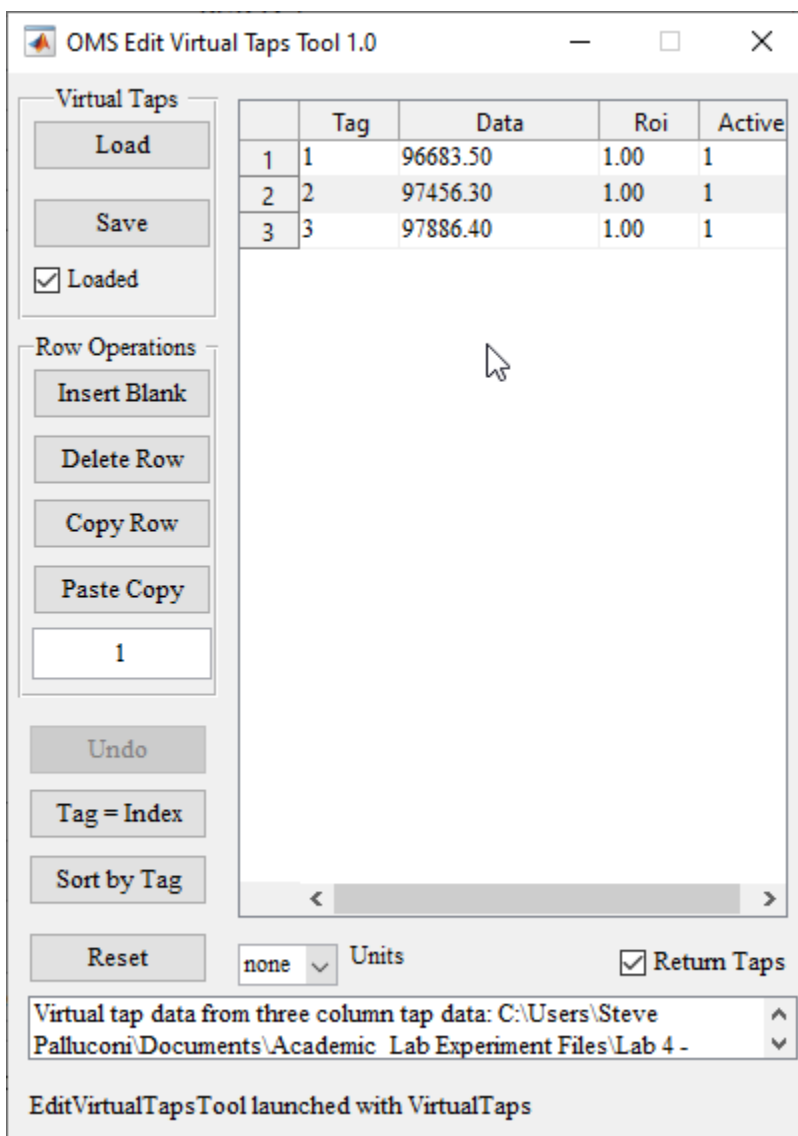 OMS Edit Virtual Taps Tool 1.0
Virtual Taps
Load
Save
Loaded
Row Operations
Insert Blank
Delete Row
Copy Row
Paste Copy
1
Undo
Tag = Index
Sort by Tag
Reset
Tag Data Roi Active
1 1 96683.50 1.00 1
2 2 97456.30 1.00 1
3 3 97886.40 1.00 1
none Units
Return Taps
Virtual tap data from three column tap data: C:\Users\Steve
Palluconi\Documents\Academic Lab Experiment Files\Lab 4 -
EditVirtualTapsTool launched with VirtualTaps